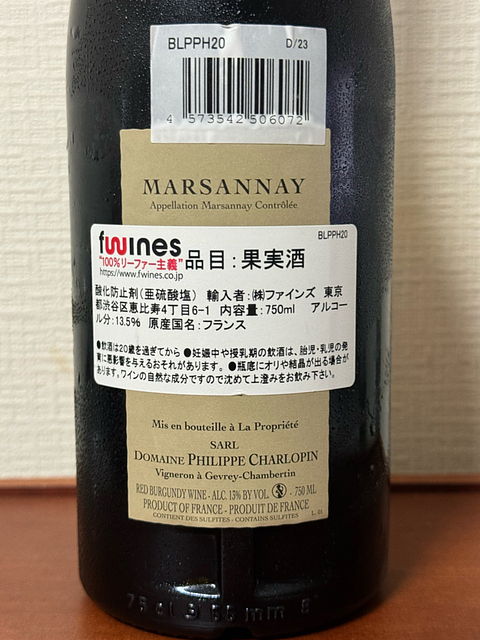 BLPPH20 D/23
4 573542 506072
MARSANNAY
Appellation Marsannay Contrôlée
BLPPH20
fwines
"100%リーファー主義"
https://www.fwines.co.jp
品目：果実酒
酸化防止剤(亜硫酸塩) 輸入者：㈱ファインズ 東京
都渋谷区恵比寿4丁目6-1 内容量：750ml アルコー
ル分：13.5% 原産国名：フランス
●飲酒は20歳を過ぎてから ●妊娠中や授乳期の飲酒は、胎児・乳児の発
育に悪影響を与えるおそれがあります。●瓶底にオリや結晶が出る場合が
ありますが、ワインの自然な成分ですので沈めて上澄みをお飲み下さい。
Mis en bouteille à La Propriété
SARL
DOMAINE PHILIPPE CHARLOPIN
Vigneron à Gevrey-Chambertin
RED BURGUNDY WINE - ALC. 13% BY VOL - 750 ML
PRODUCT OF FRANCE - PRODUIT DE FRANCE
CONTIENT DES SULFITES - CONTAINS SULFITES
75 cl 55 mm